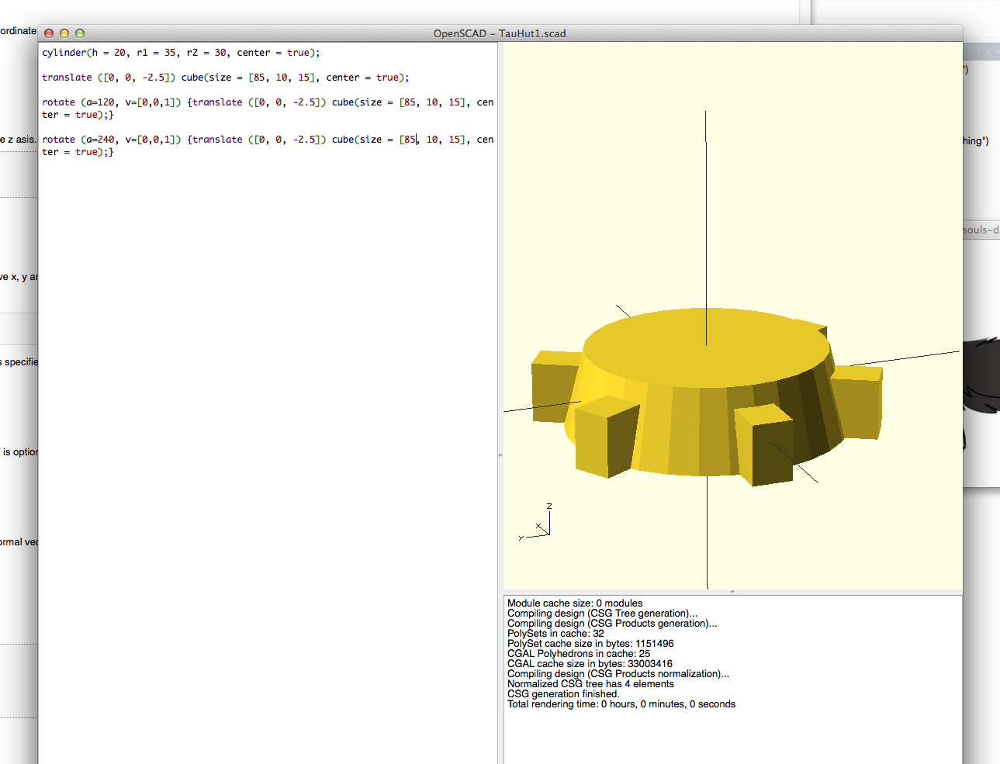 OpenSCAD – TauHut1.scad
cylinder(h = 20, r1 = 35, r2 = 30, center = true);
translate ([0, 0, -2.5]) cube(size = [85, 10, 15], center = true);
rotate (a=120, v=[0,0,1]) {translate ([0, 0, -2.5]) cube(size = [85, 10, 15], cen
ter = true);}
rotate (a=240, v=[0,0,1]) {translate ([0, 0, -2.5]) cube(size = [85, 10, 15], cen
ter = true);}
ordinate
e z asis.
ve x, y ar
s specifie
is option
ormal vec
")
hing")
souls-d
Z
X
Y
Module cache size: 0 modules
Compiling design (CSG Tree generation)...
Compiling design (CSG Products generation)...
PolySets in cache: 32
PolySet cache size in bytes: 1151496
CGAL Polyhedrons in cache: 25
CGAL cache size in bytes: 33003416
Compiling design (CSG Products normalization)...
Normalized CSG tree has 4 elements
CSG generation finished.
Total rendering time: 0 hours, 0 minutes, 0 seconds